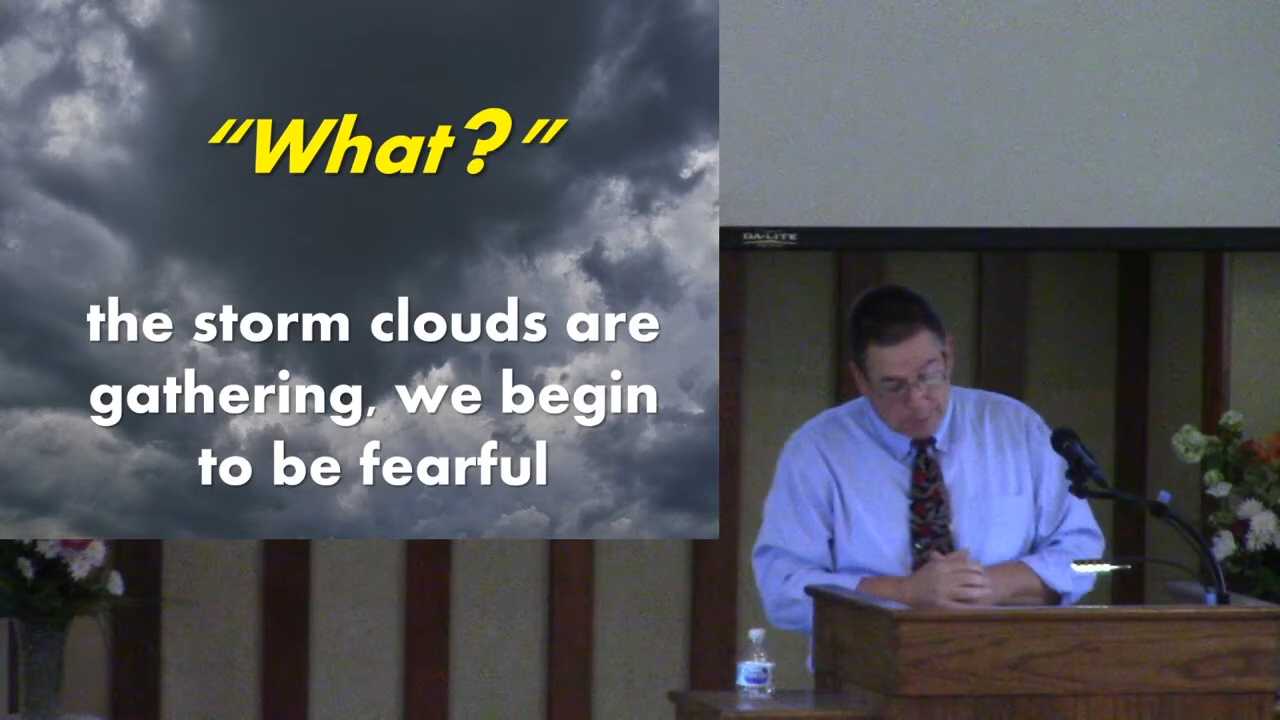 “What?”
the storm clouds are
gathering, we begin
to be fearful
DA-LITE